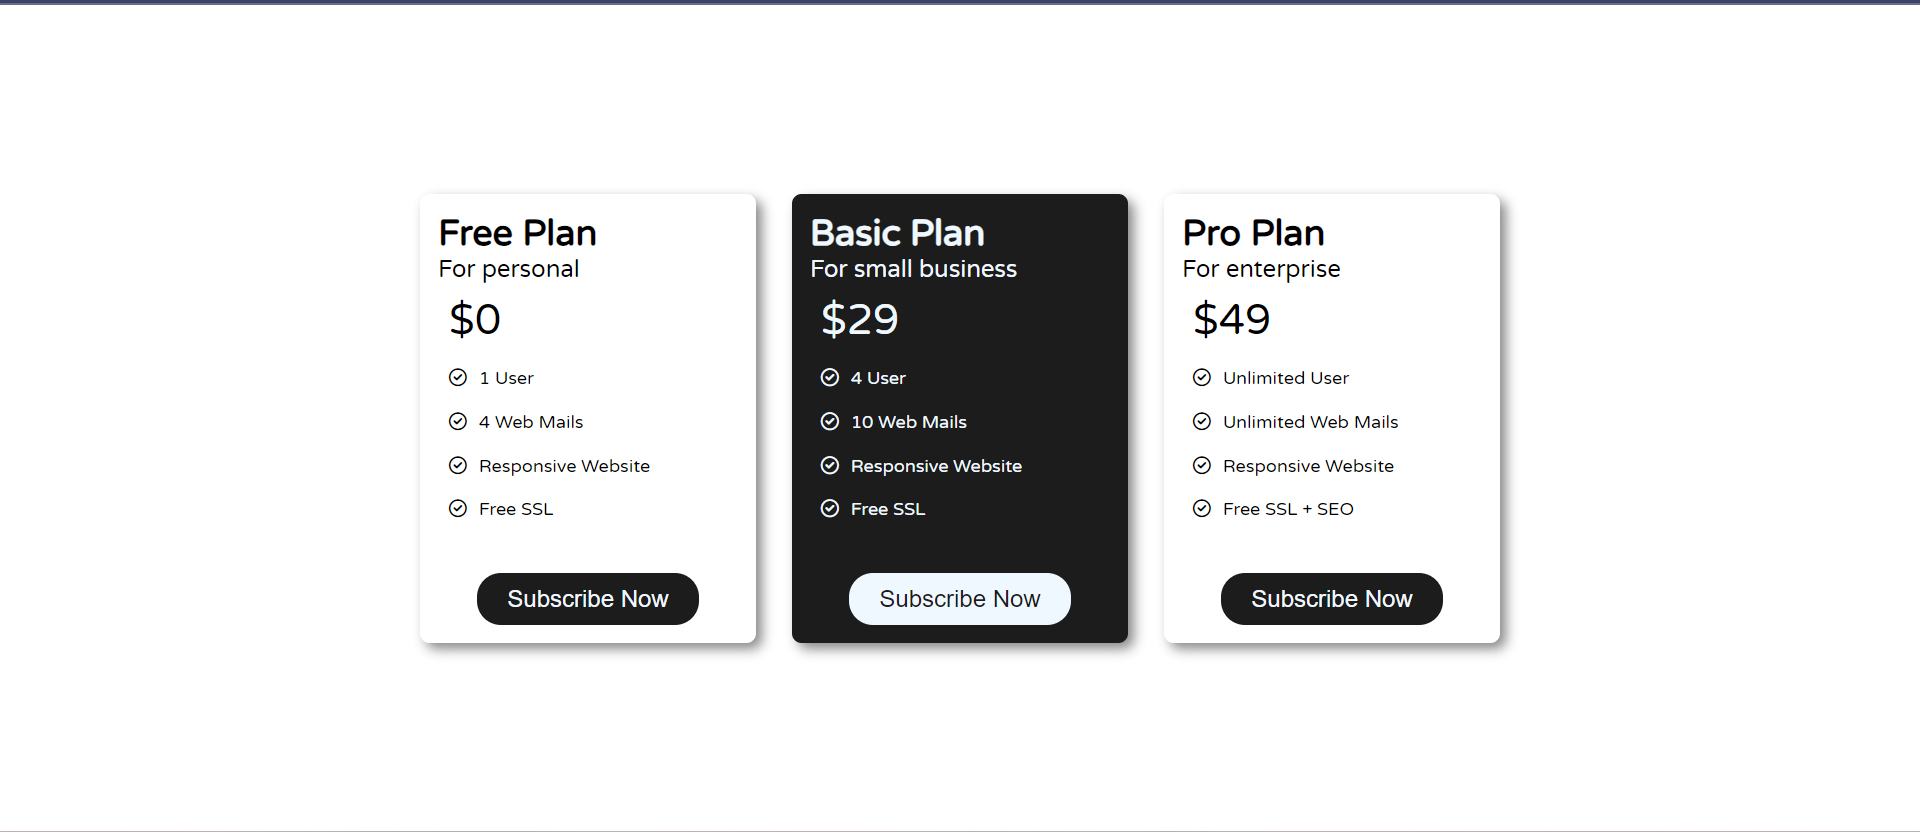 Free Plan
For personal
$0
1 User
4 Web Mails
Responsive Website
Free SSL
Subscribe Now
Basic Plan
For small business
$29
4 User
10 Web Mails
Responsive Website
Free SSL
Subscribe Now
Pro Plan
For enterprise
$49
Unlimited User
Unlimited Web Mails
Responsive Website
Free SSL + SEO
Subscribe Now